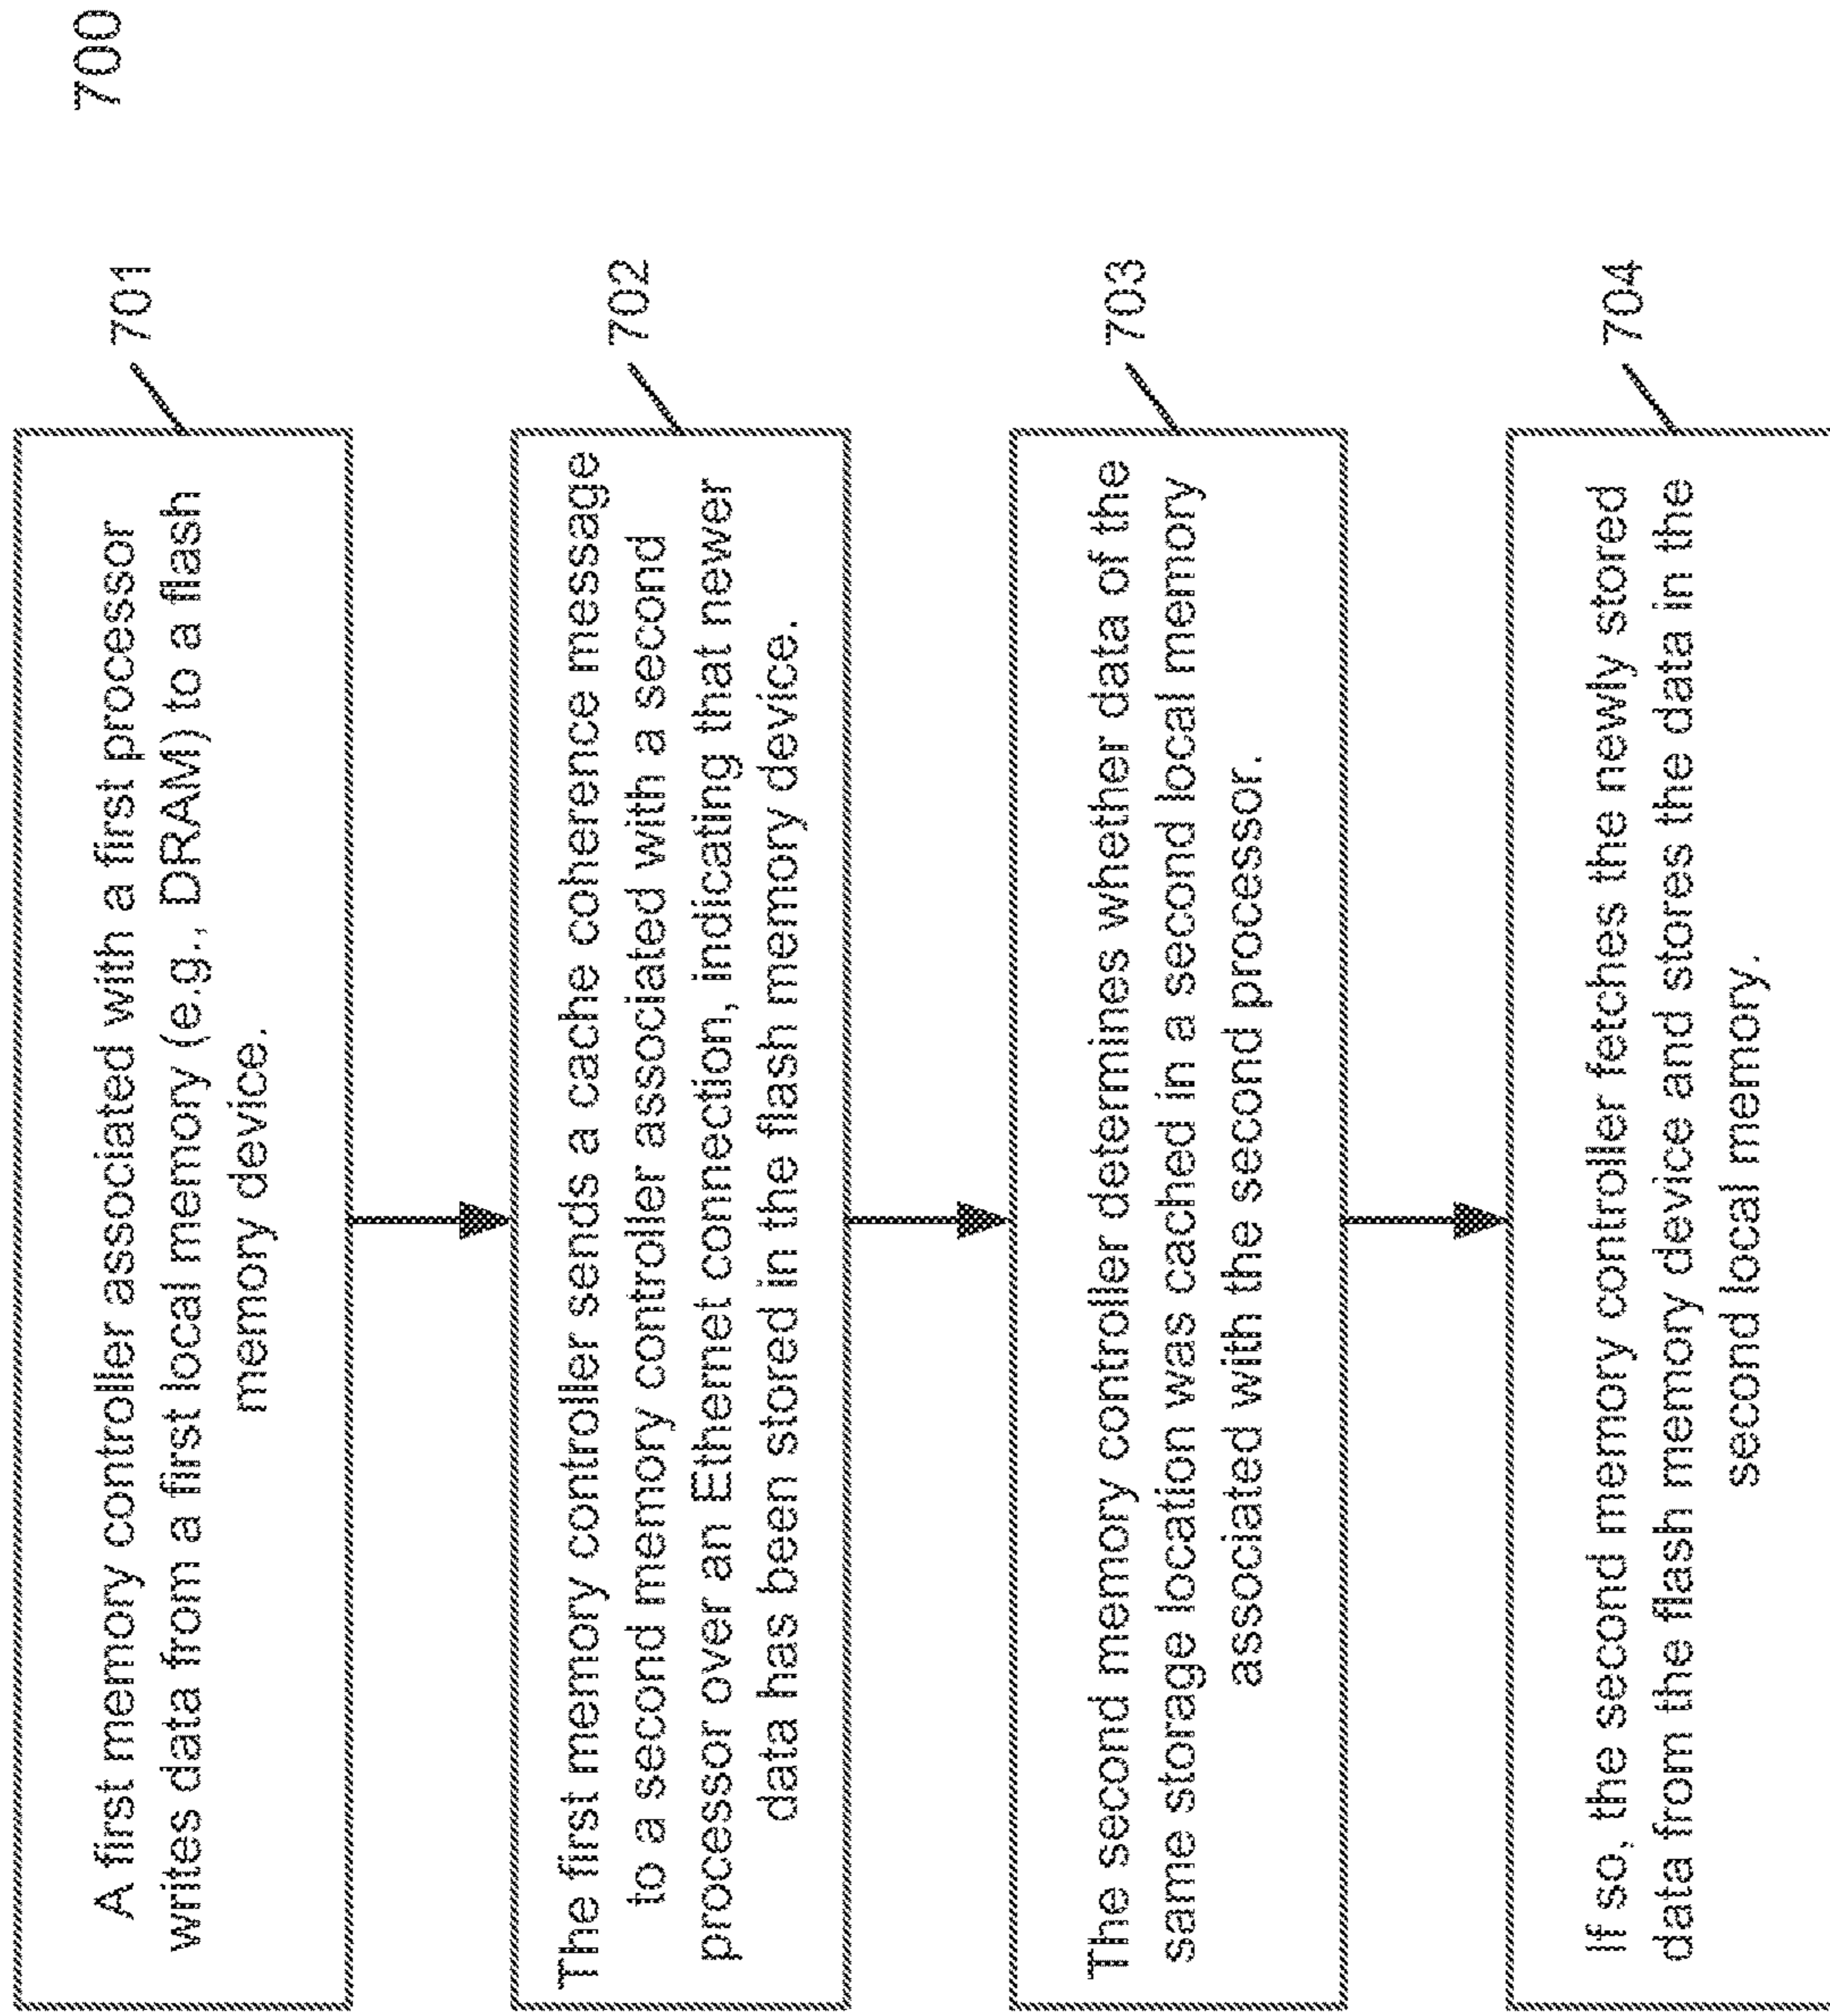 700
A first memory controller associated with a first processor
writes data from a first local memory (e.g., DRAM) to a flash
memory device.
701
The first memory controller sends a cache coherence message
to a second memory controller associated with a second
processor over an Ethernet connection, indicating that newer
data has been stored in the flash memory device.
702
The second memory controller determines whether data of the
same storage location was cached in a second local memory
associated with the second processor.
703
If so, the second memory controller fetches the newly stored
data from the flash memory device and stores the data in the
second local memory.
704